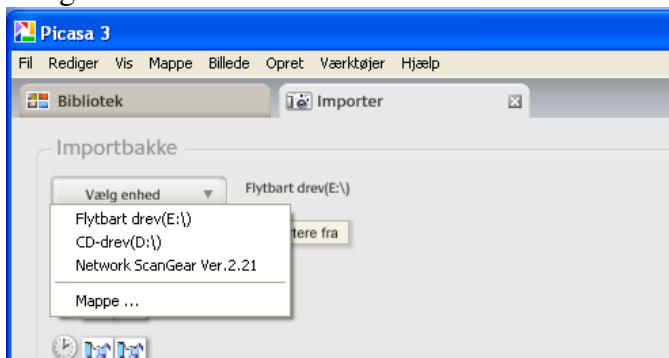 Picasa 3
Fil Rediger Vis Mappe Billede Opret Værktøjer Hjælp
Bibliotek Importer
Importbakke
Vælg enhed Flytbart drev(E:\)
Flytbart drev(E:\)
tere fra
CD-drev(D:\)
Network ScanGear Ver.2.21
Mappe ...